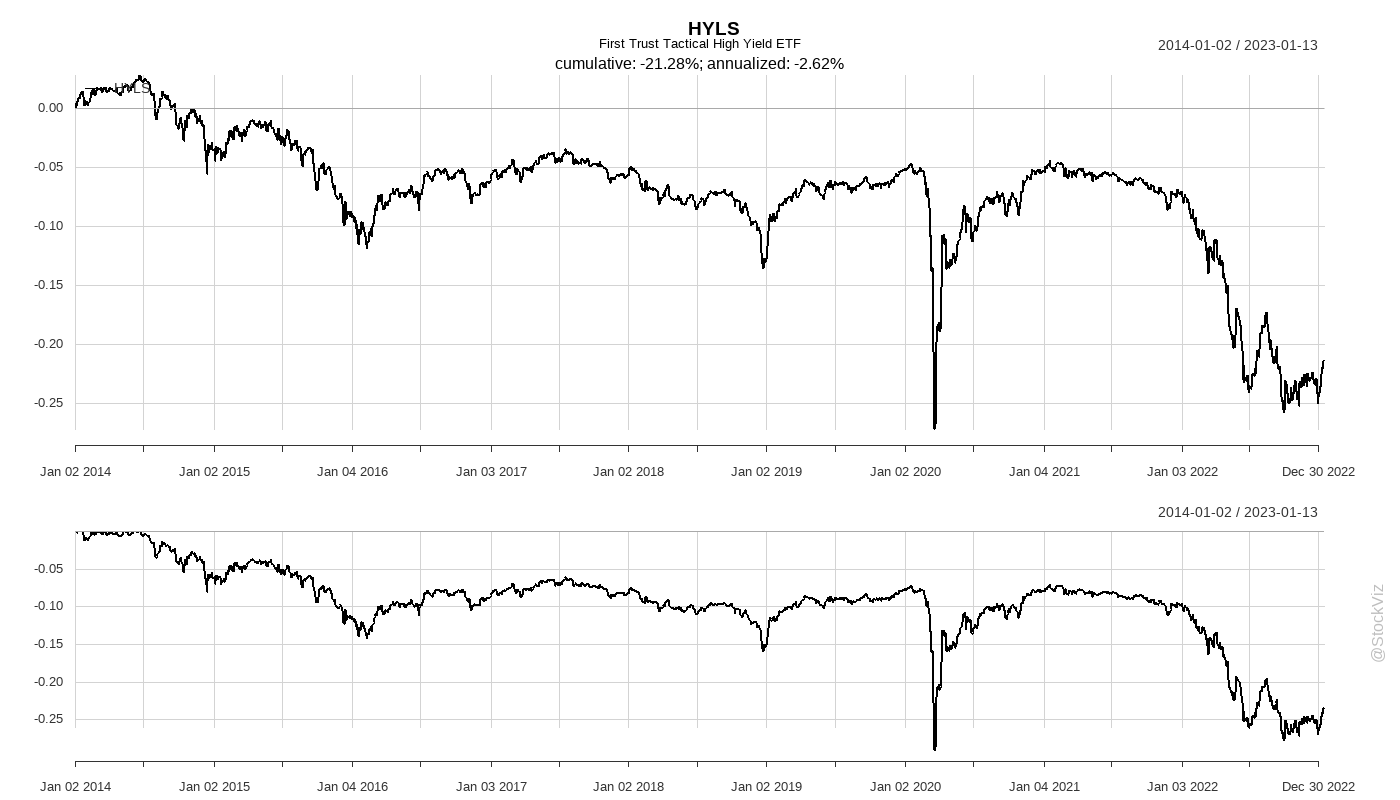 HYLS
First Trust Tactical High Yield ETF
cumulative: -21.28%; annualized: -2.62%
2014-01-02 / 2023-01-13
HYLS
0.00
-0.05
-0.10
-0.15
-0.20
-0.25
Jan 02 2014 Jan 02 2015 Jan 04 2016 Jan 03 2017 Jan 02 2018 Jan 02 2019 Jan 02 2020 Jan 04 2021 Jan 03 2022 Dec 30 2022
2014-01-02 / 2023-01-13
-0.05
-0.10
-0.15
-0.20
-0.25
Jan 02 2014 Jan 02 2015 Jan 04 2016 Jan 03 2017 Jan 02 2018 Jan 02 2019 Jan 02 2020 Jan 04 2021 Jan 03 2022 Dec 30 2022
@StockViz